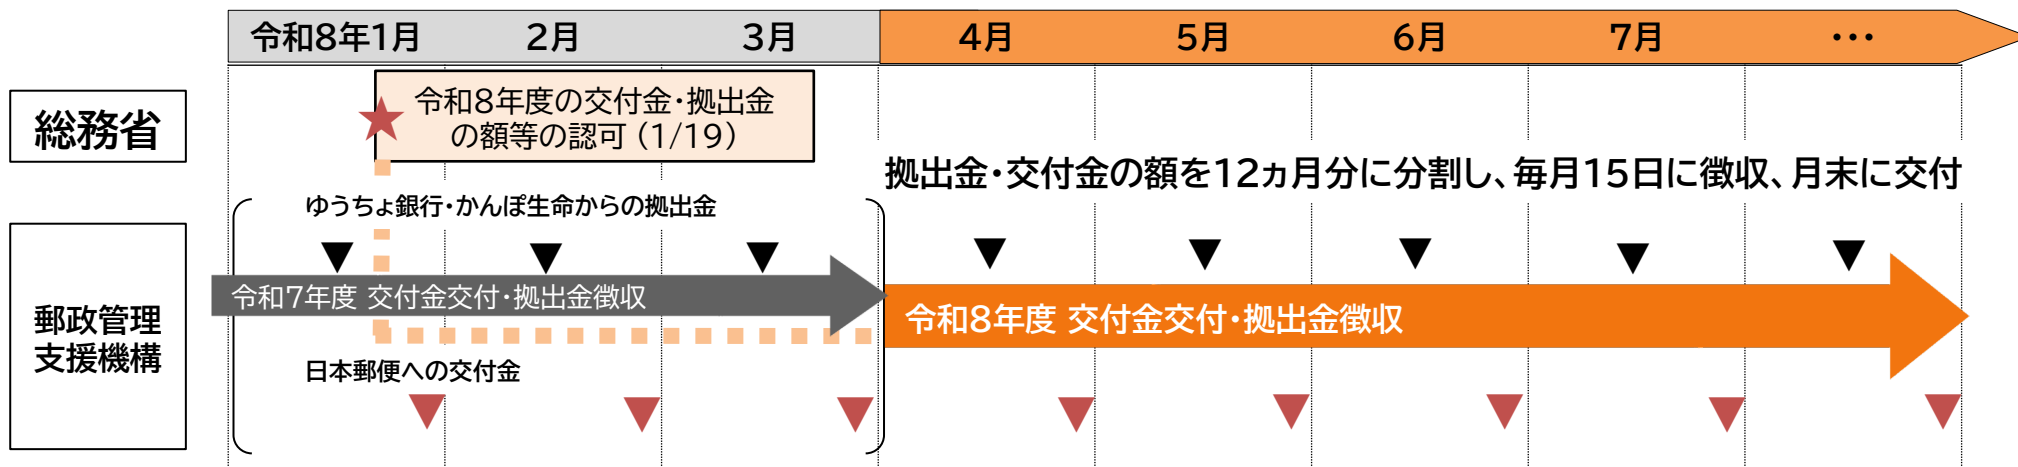 令和8年1月 2月 3月 4月 5月 6月 7月 ･･･
総務省
令和8年度の交付金･拠出金
の額等の認可（1/19）
拠出金･交付金の額を12ヵ月分に分割し、毎月15日に徴収、月末に交付
ゆうちょ銀行･かんぽ生命からの拠出金
郵政管理
支援機構
令和7年度 交付金交付･拠出金徴収
令和8年度 交付金交付･拠出金徴収
日本郵便への交付金